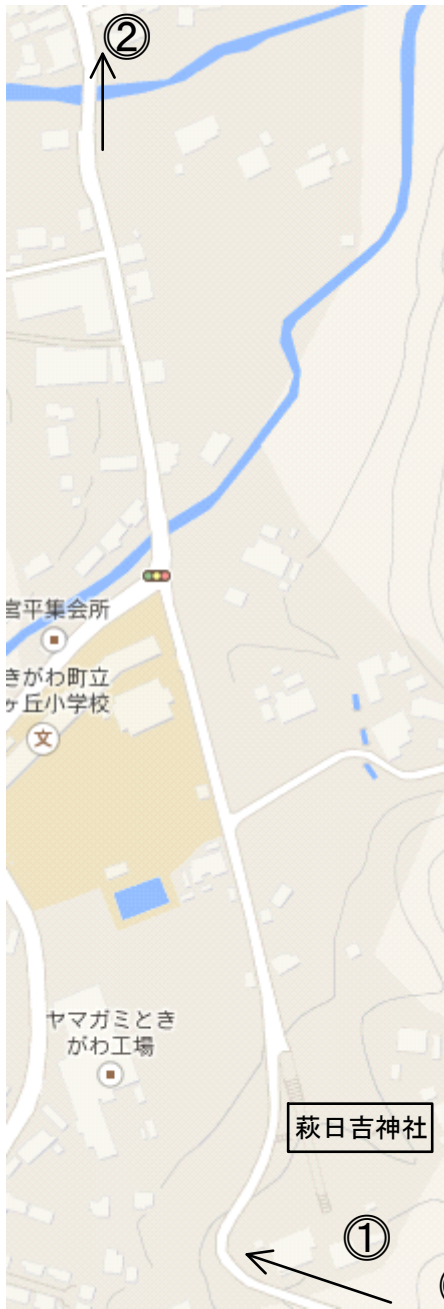 ②
宮平集会所
きがわ町立
ヶ丘小学校
文
ヤマガミとき
がわ工場
萩日吉神社
①